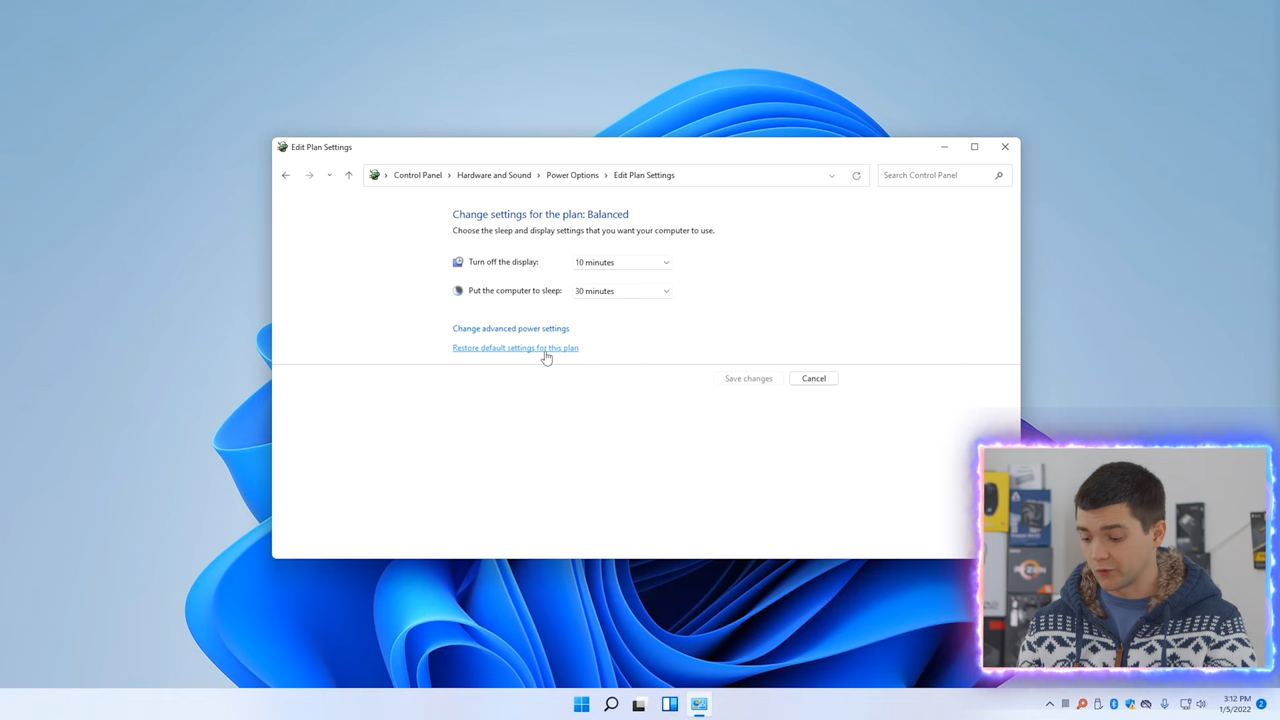 Edit Plan Settings
Control Panel > Hardware and Sound > Power Options > Edit Plan Settings
Search Control Panel
Change settings for the plan: Balanced
Choose the sleep and display settings that you want your computer to use.
Turn off the display: 10 minutes
Put the computer to sleep: 30 minutes
Change advanced power settings
Restore default settings for this plan
Save changes Cancel
RYZEN
3:12 PM
1/5/2022
2